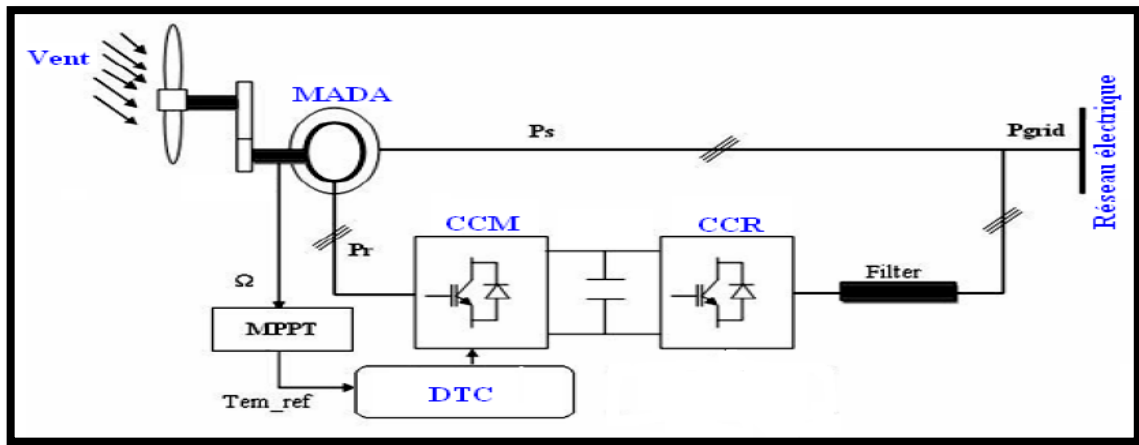 Vent
MADA
Ps
Pgrid
Réseau électrique
CCM
CCR
Pr
Filter
Ω
MPPT
Tem_ref
DTC